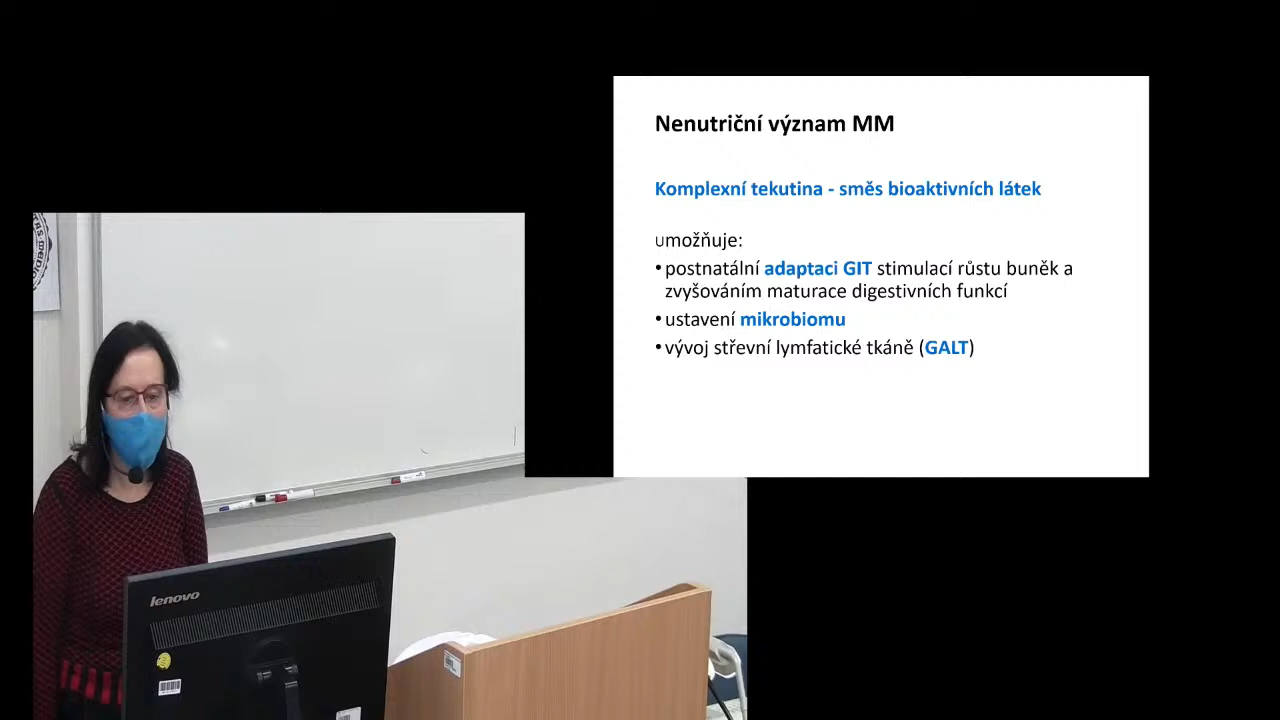 Nenutriční význam MM
Komplexní tekutina - směs bioaktivních látek
umožňuje:
• postnatální adaptaci GIT stimulací růstu buněk a
zvyšováním maturace digestivních funkcí
• ustavení mikrobiomu
• vývoj střevní lymfatické tkáně (GALT)
lenovo